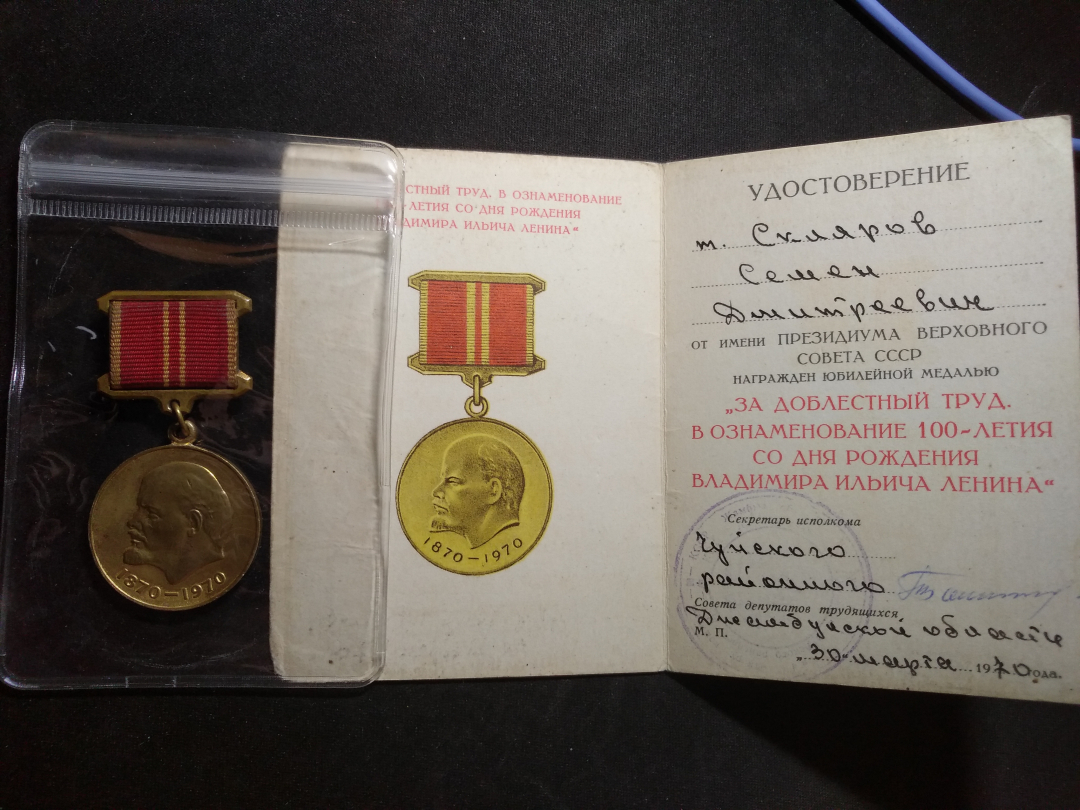 1870-1970
СТНЫЙ ТРУД. В ОЗНАМЕНОВАНИЕ
-ЛЕТИЯ СО ДНЯ РОЖДЕНИЯ
АДИМИРА ИЛЬИЧА ЛЕНИНА“
1870-1970
УДОСТОВЕРЕНИЕ
т. Скляров
Семен
Дмитреевич
ОТ ИМЕНИ ПРЕЗИДИУМА ВЕРХОВНОГО
СОВЕТА СССР
НАГРАЖДЕН ЮБИЛЕЙНОЙ МЕДАЛЬЮ
„ЗА ДОБЛЕСТНЫЙ ТРУД.
В ОЗНАМЕНОВАНИЕ 100-ЛЕТИЯ
СО ДНЯ РОЖДЕНИЯ
ВЛАДИМИРА ИЛЬИЧА ЛЕНИНА“
Секретарь исполкома
Чуйского
районного
Совета депутатов трудящихся
Джамбулской области
М. П.
„30 марта 1970 года.